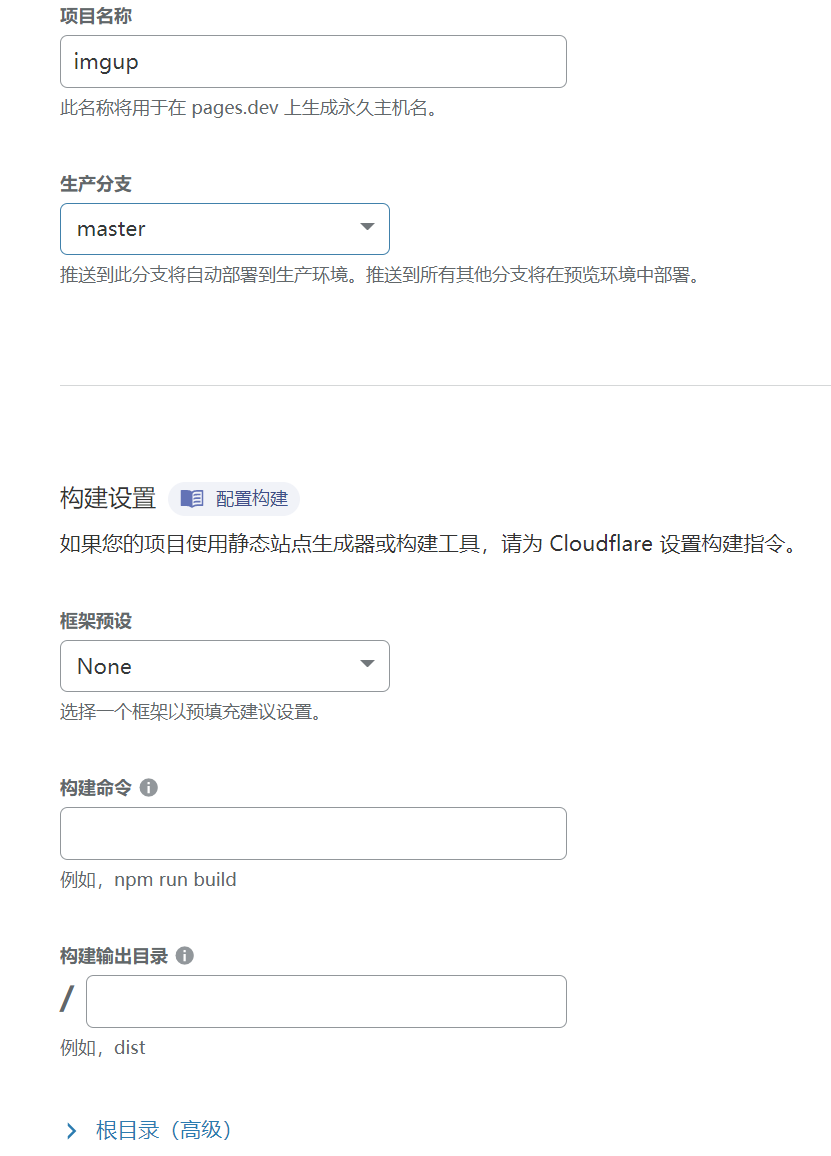 项目名称
imgup
此名称将用于在 pages.dev 上生成永久主机名。
生产分支
master
推送到此分支将自动部署到生产环境。推送到所有其他分支将在预览环境中部署。
构建设置 配置构建
如果您的项目使用静态站点生成器或构建工具，请为 Cloudflare 设置构建指令。
框架预设
None
选择一个框架以预填充建议设置。
构建命令
例如，npm run build
构建输出目录
/
例如，dist
根目录（高级）